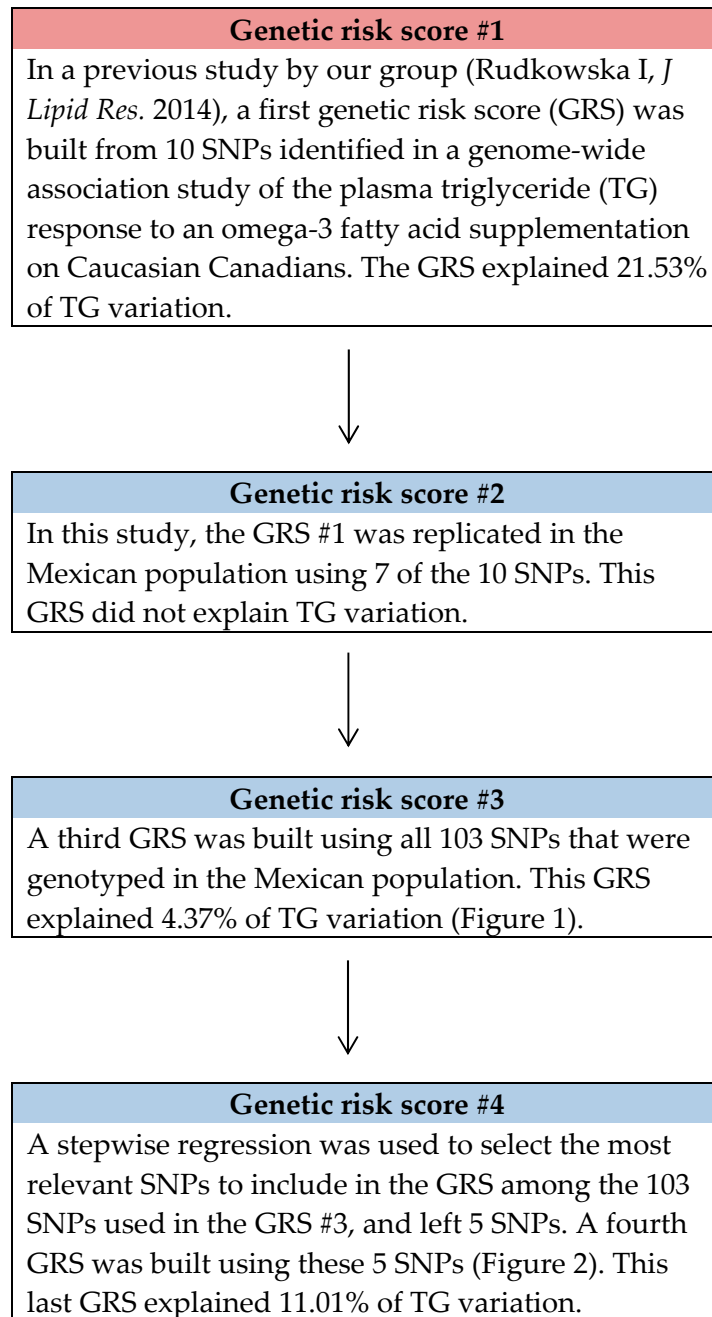 Genetic risk score #1
In a previous study by our group (Rudkowska I, J
Lipid Res. 2014), a first genetic risk score (GRS) was
built from 10 SNPs identified in a genome-wide
association study of the plasma triglyceride (TG)
response to an omega-3 fatty acid supplementation
on Caucasian Canadians. The GRS explained 21.53%
of TG variation.
Genetic risk score #2
In this study, the GRS #1 was replicated in the
Mexican population using 7 of the 10 SNPs. This
GRS did not explain TG variation.
Genetic risk score #3
A third GRS was built using all 103 SNPs that were
genotyped in the Mexican population. This GRS
explained 4.37% of TG variation (Figure 1).
Genetic risk score #4
A stepwise regression was used to select the most
relevant SNPs to include in the GRS among the 103
SNPs used in the GRS #3, and left 5 SNPs. A fourth
GRS was built using these 5 SNPs (Figure 2). This
last GRS explained 11.01% of TG variation.